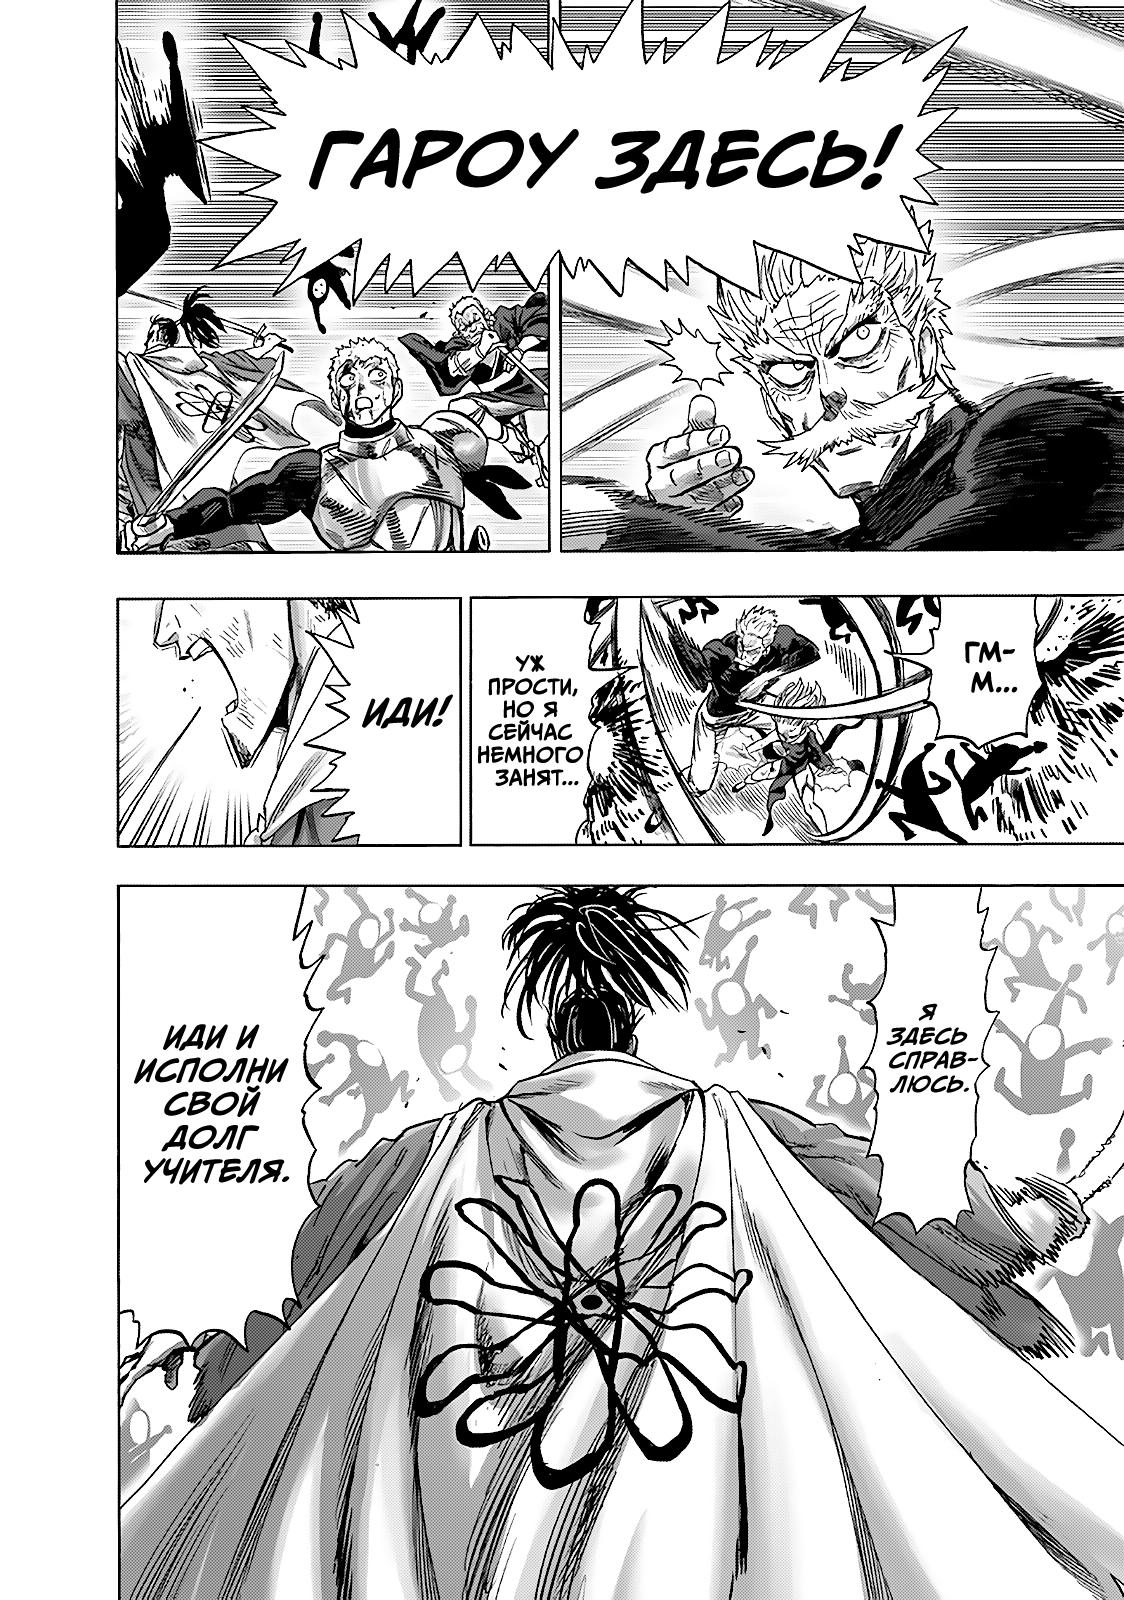 ГАРОУ ЗДЕСЬ!
ГМ-
М...
УЖ
ПРОСТИ,
НО Я
СЕЙЧАС
НЕМНОГО
ЗАНЯТ...
ИДИ!
Я
ЗДЕСЬ
СПРАВ-
ЛЮСЬ.
ИДИ И
ИСПОЛНИ
СВОЙ
ДОЛГ
УЧИТЕЛЯ.